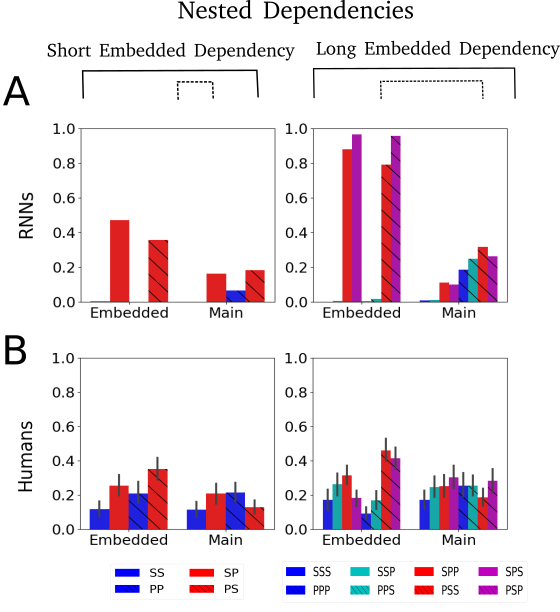 Nested Dependencies
Short Embedded Dependency
Long Embedded Dependency
A
RNNs
1.0
0.8
0.6
0.4
0.2
0.0
Embedded
Main
1.0
0.8
0.6
0.4
0.2
0.0
Embedded
Main
B
Humans
1.0
0.8
0.6
0.4
0.2
0.0
Embedded
Main
1.0
0.8
0.6
0.4
0.2
0.0
Embedded
Main
SS SP
PP PS
SSS SSP SPP SPS
PPP PPS PSS PSP